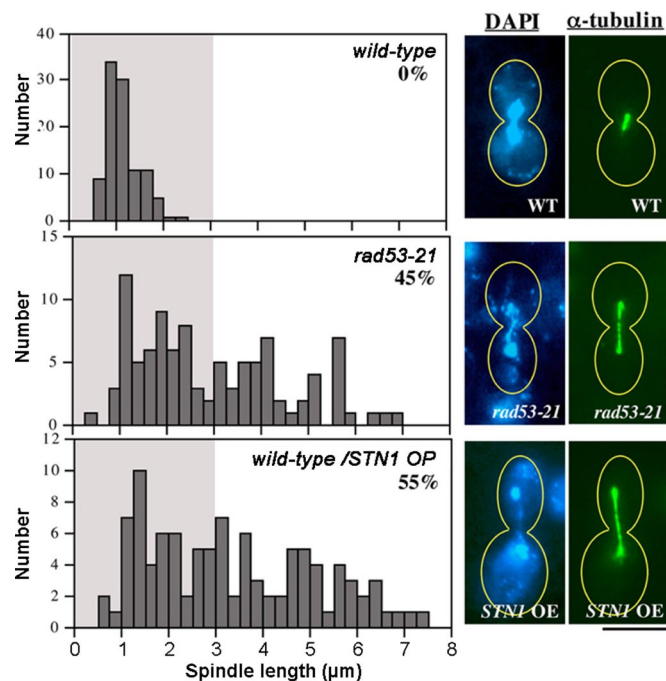 DAPI α-tubulin
40
30
20
10
0
Number
wild-type
0%
WT
WT
15
10
5
0
Number
rad53-21
45%
rad53-21
rad53-21
12
10
8
6
4
2
0
Number
wild-type /STN1 OP
55%
STN1 OE
STN1 OE
0 1 2 3 4 5 6 7 8
Spindle length (µm)